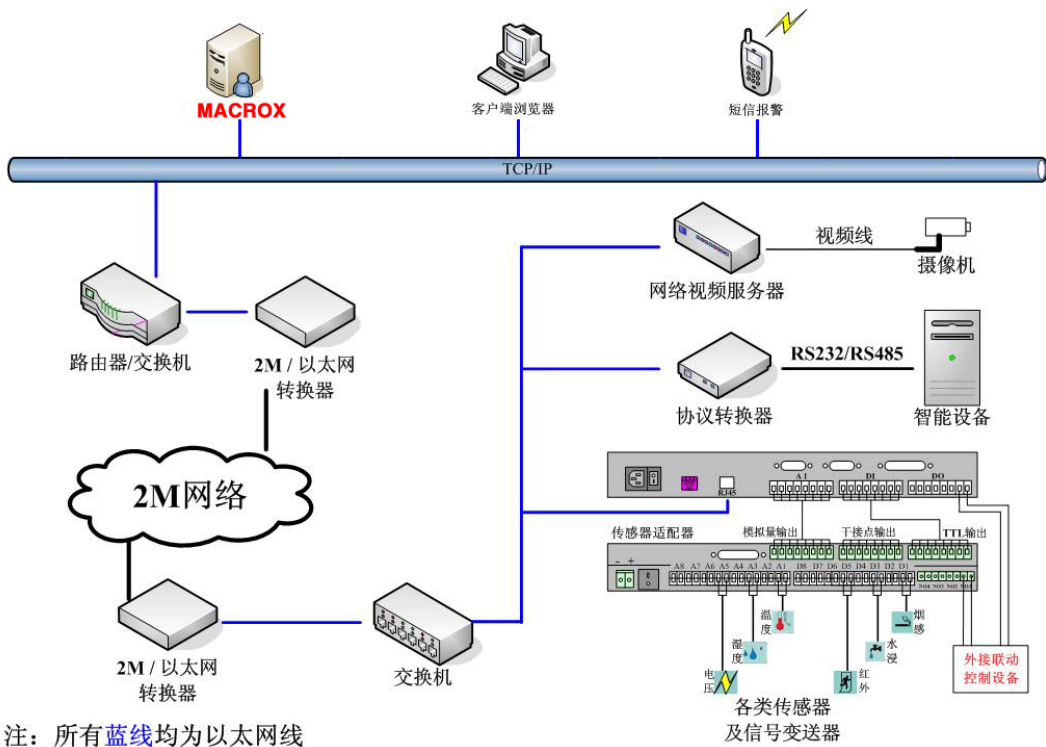 MACROX
客户端浏览器
短信报警
TCP/IP
视频线
摄像机
网络视频服务器
路由器/交换机
2M / 以太网
转换器
RS232/RS485
协议转换器
智能设备
2M网络
A I
DI
DO
RJ45
传感器适配器
模拟量输出
干接点输出
TTL输出
- +
A8 A7 A6 A5 A4 A3 A2 A1
D8 D7 D6 D5 D4 D3 D2 D1
NO4 NO3 NO2 NO1
温度
湿度
电压
红外
水浸
烟感
外接联动
控制设备
2M / 以太网
转换器
交换机
各类传感器
及信号变送器
注：所有蓝线均为以太网线